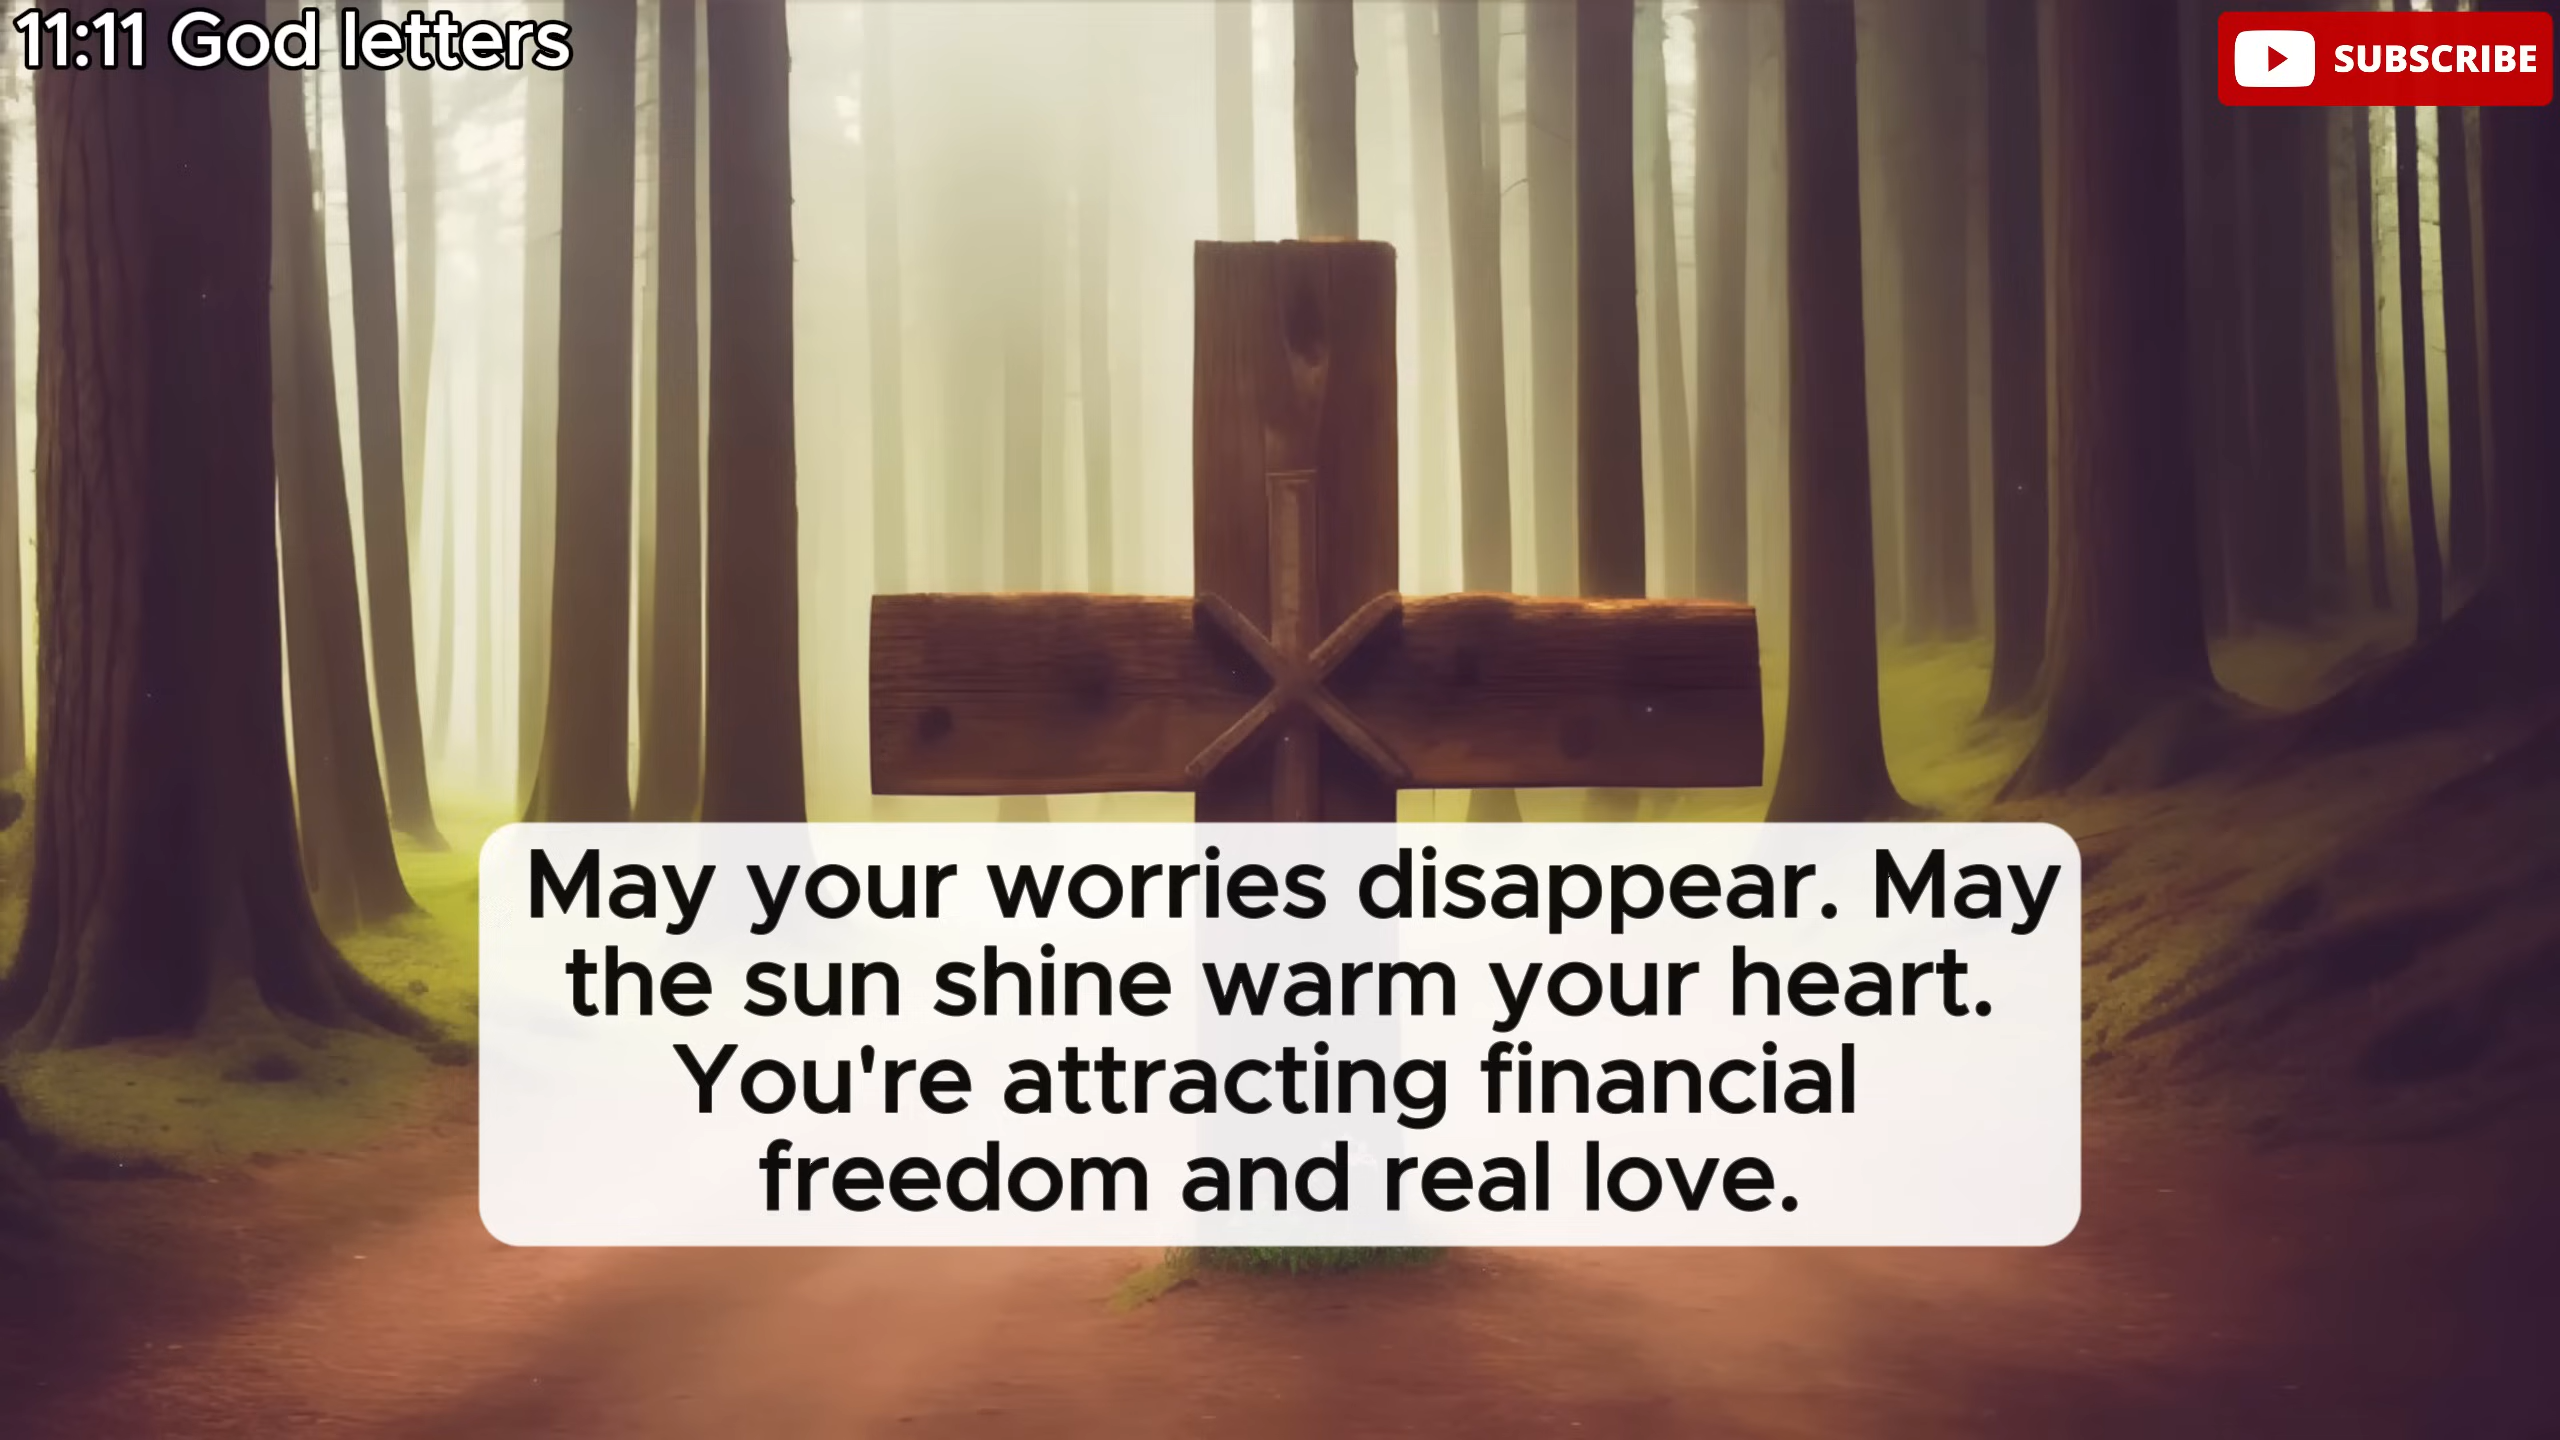 11:11 God letters
SUBSCRIBE
May your worries disappear. May
the sun shine warm your heart.
You're attracting financial
freedom and real love.